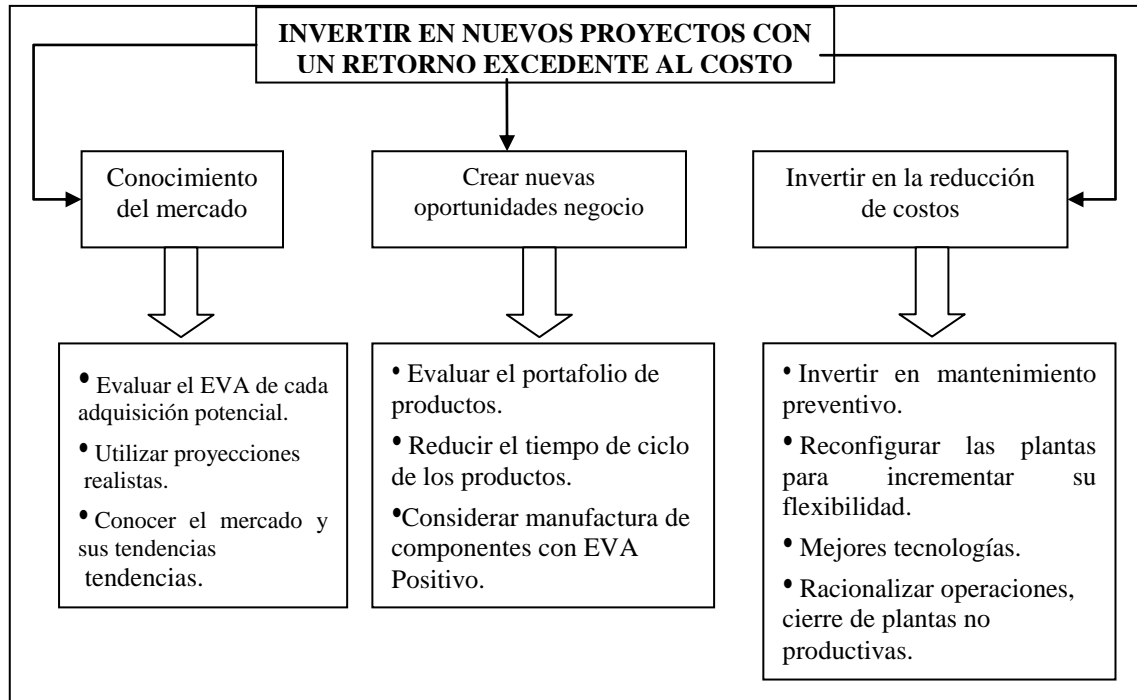 INVERTIR EN NUEVOS PROYECTOS CON
UN RETORNO EXCEDENTE AL COSTO
Conocimiento
del mercado
Crear nuevas
oportunidades negocio
Invertir en la reducción
de costos
• Evaluar el EVA de cada
adquisición potencial.
• Utilizar proyecciones
realistas.
• Conocer el mercado y
sus tendencias
tendencias.
• Evaluar el portafolio de
productos.
• Reducir el tiempo de ciclo
de los productos.
•Considerar manufactura de
componentes con EVA
Positivo.
• Invertir en mantenimiento
preventivo.
• Reconfigurar las plantas
para incrementar su
flexibilidad.
• Mejores tecnologías.
• Racionalizar operaciones,
cierre de plantas no
productivas.